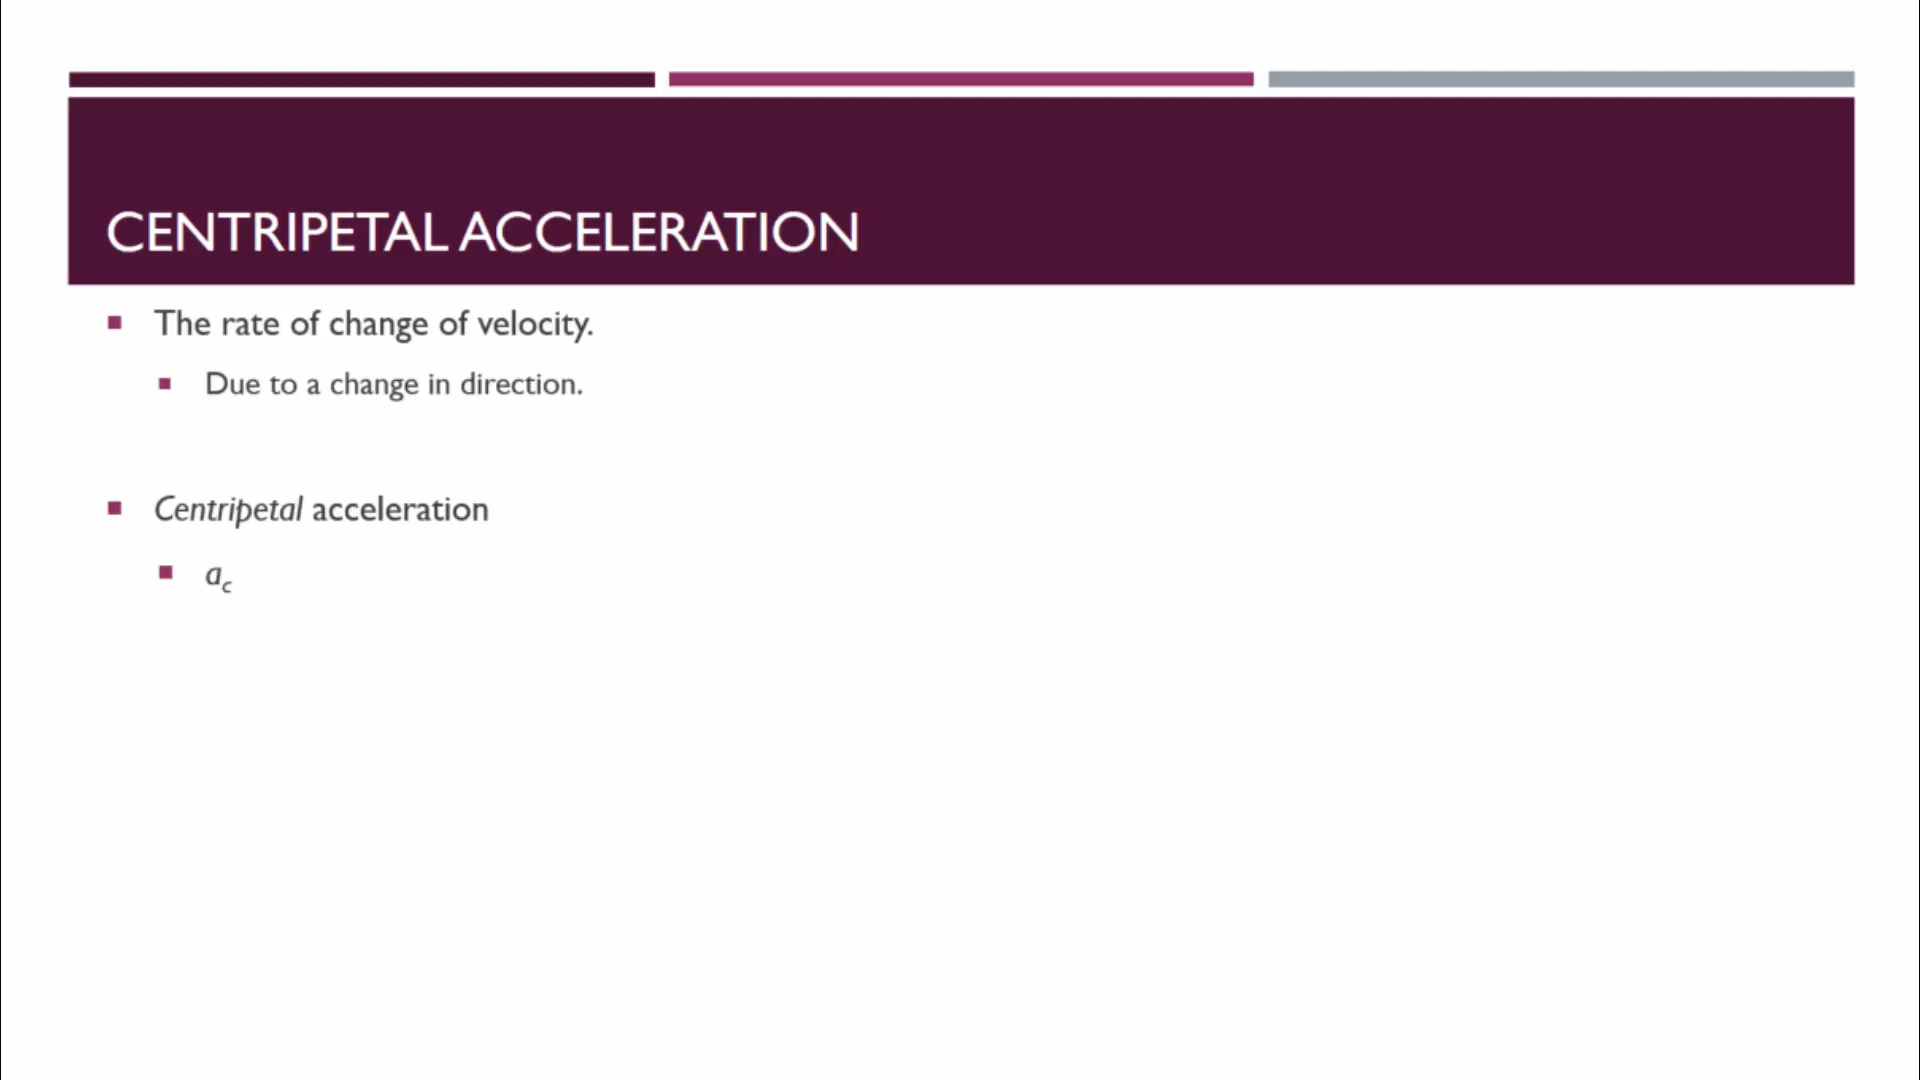 CENTRIPETAL ACCELERATION
The rate of change of velocity.
Due to a change in direction.
Centripetal acceleration
a_c